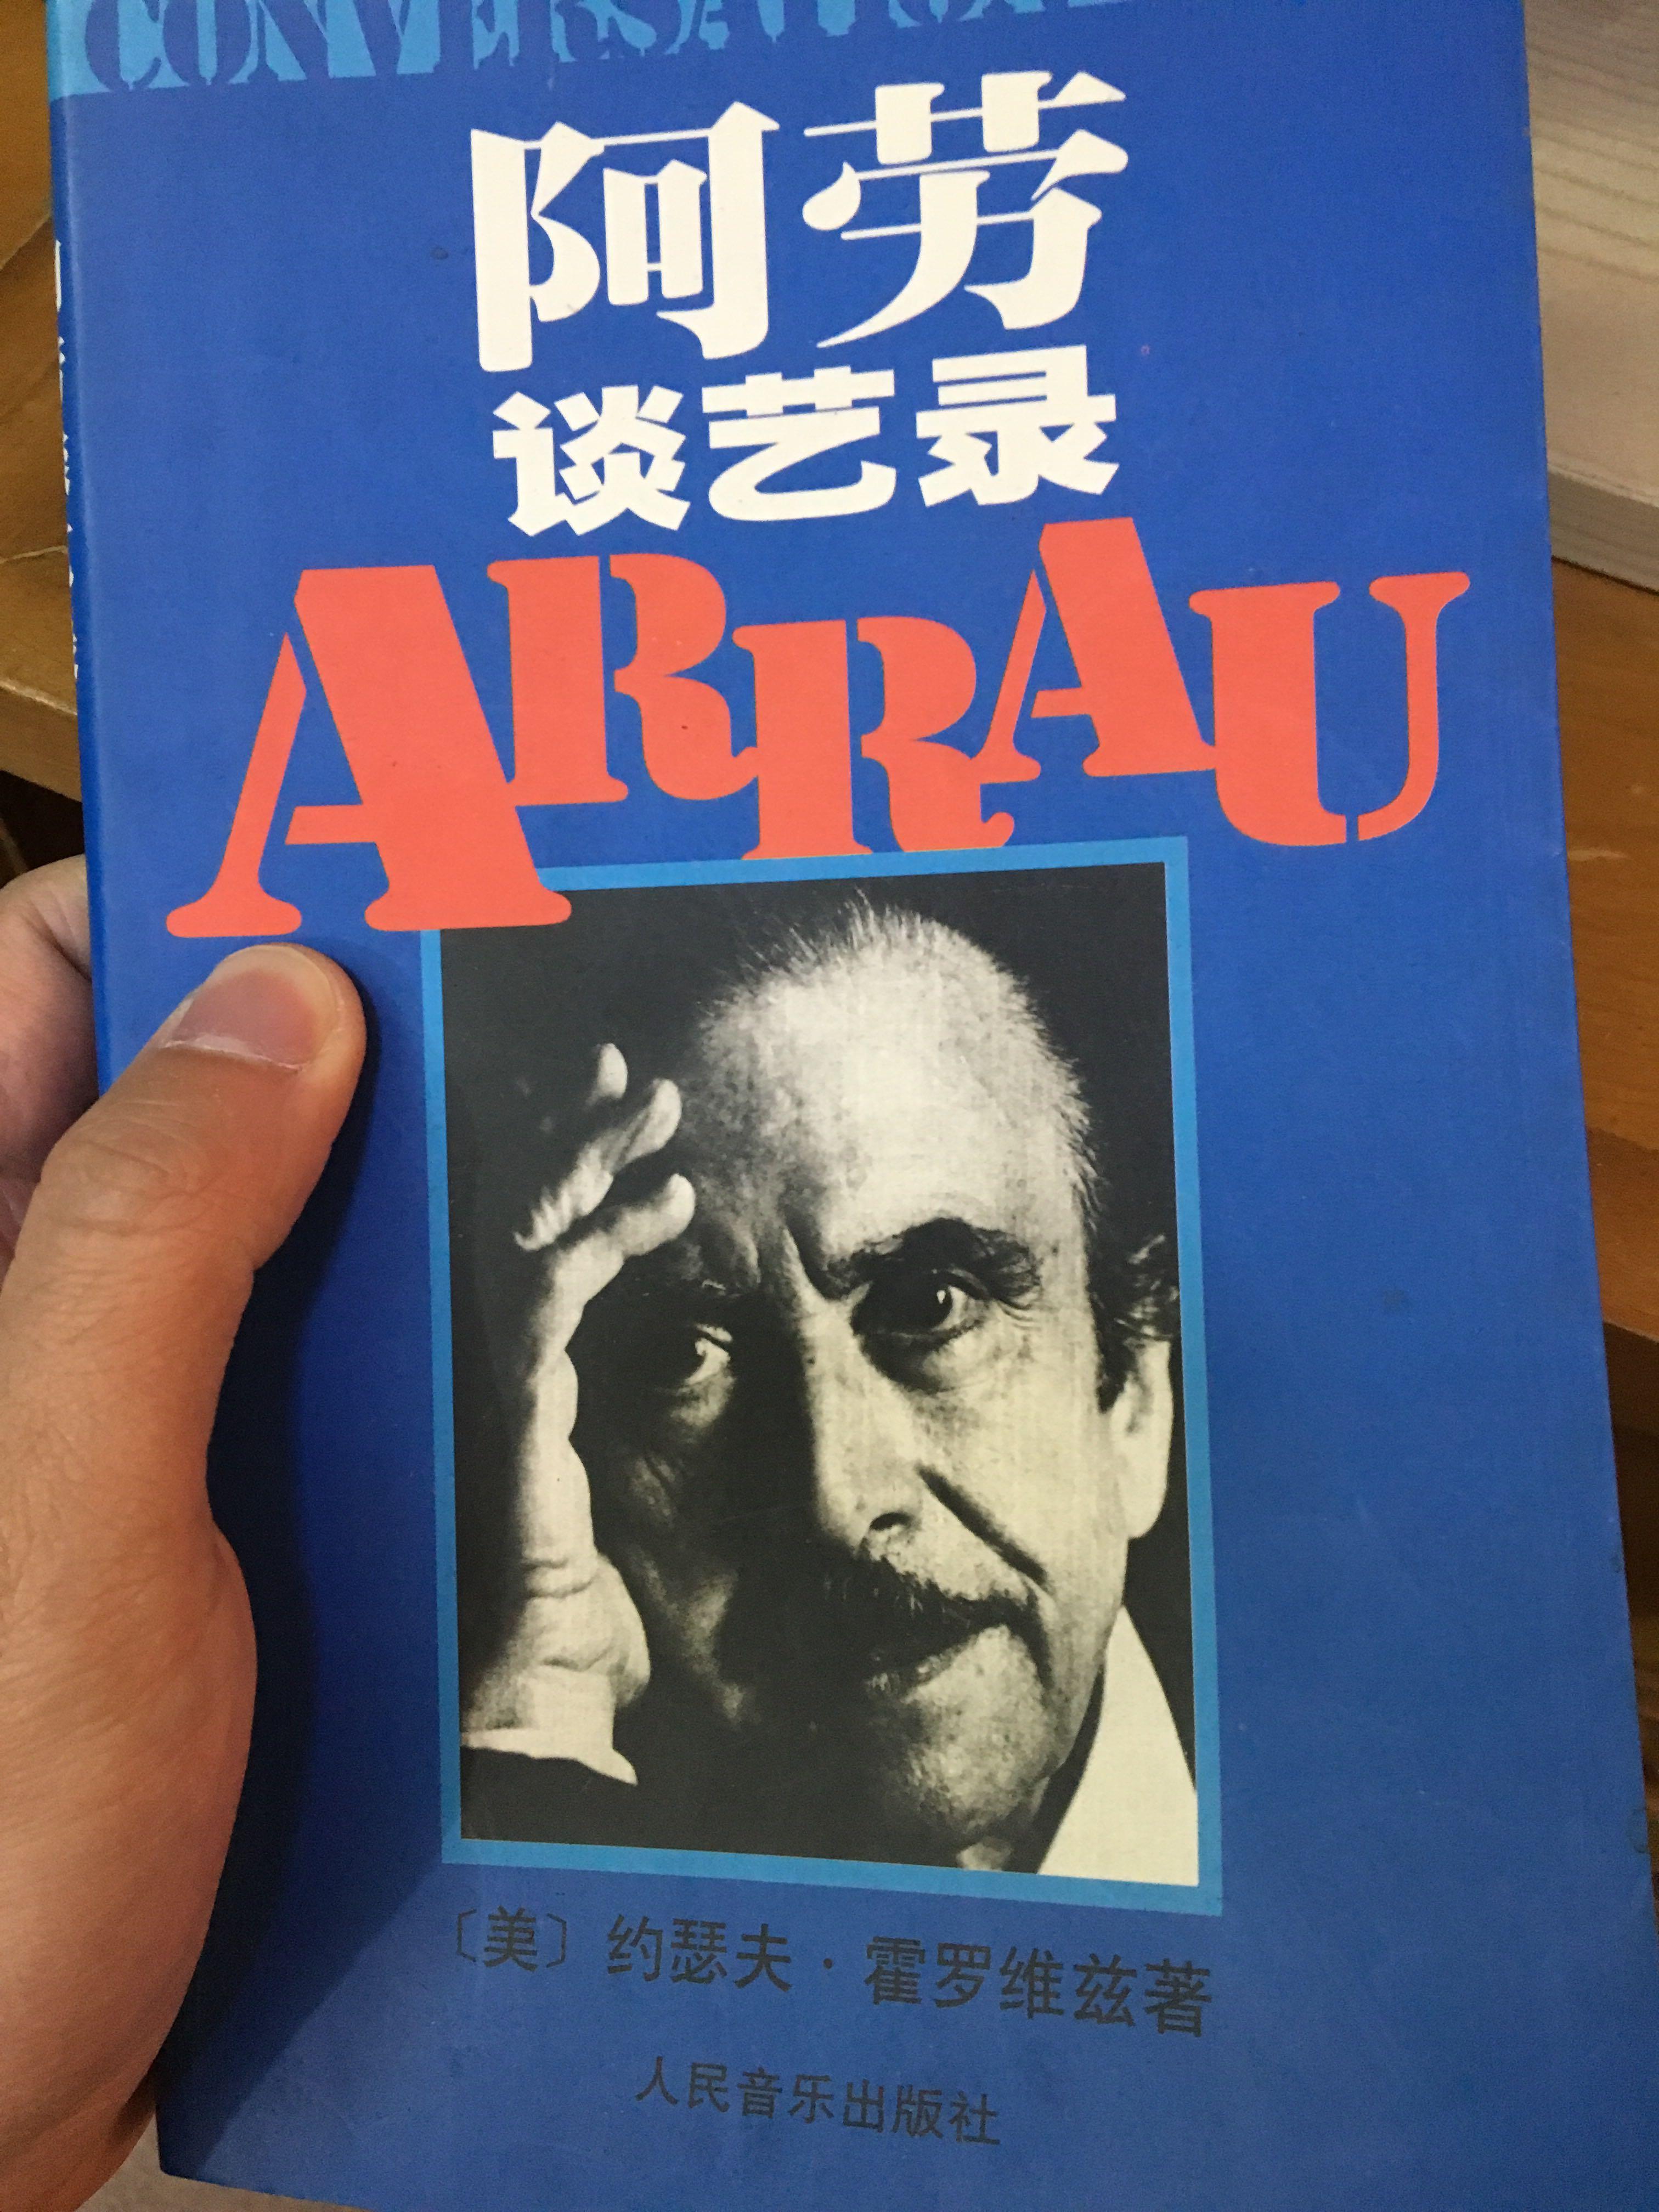 阿劳
谈艺录
ARRAU
〔美〕约瑟夫·霍罗维兹著
人民音乐出版社